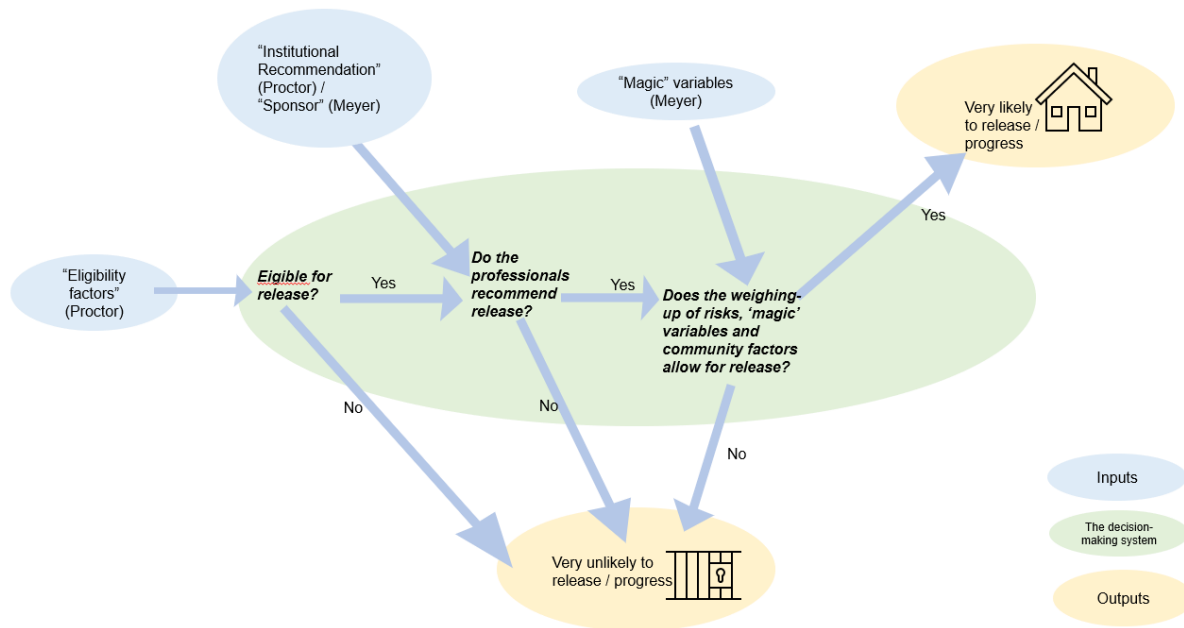 “Institutional
Recommendation”
(Proctor) /
“Sponsor” (Meyer)
“Magic” variables
(Meyer)
Very likely
to release /
progress
Yes
“Eligibility
factors”
(Proctor)
Eigible for
release?
Yes
Do the
professionals
recommend
release?
Yes
Does the weighing-
up of risks, ‘magic’
variables and
community factors
allow for release?
No
No
No
Very unlikely to
release / progress
Inputs
The decision-
making system
Outputs